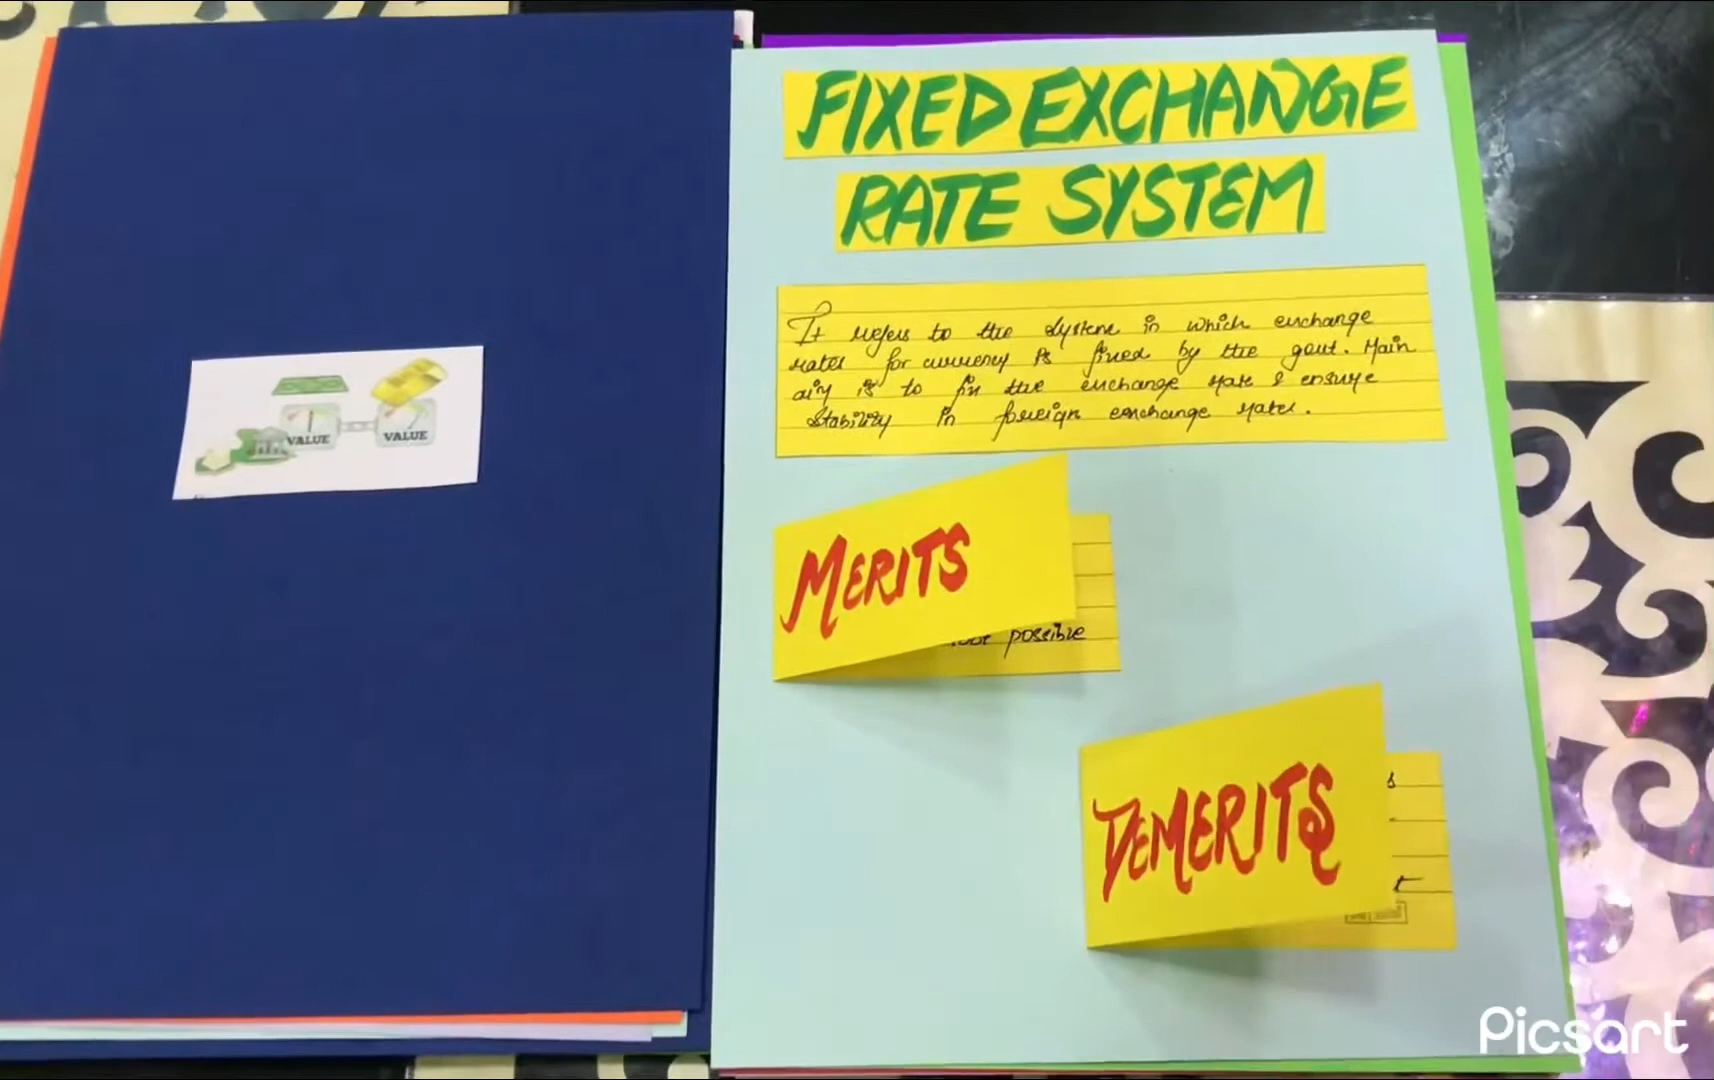 FIXED EXCHANGE
RATE SYSTEM
It refers to the system in which exchange
rates for currency is fixed by the govt. Main
aim is to fix the exchange rate & ensure
stability in foreign exchange rates.
MERITS
possible
DEMERITS
s
t
VALUE
VALUE
Picsart